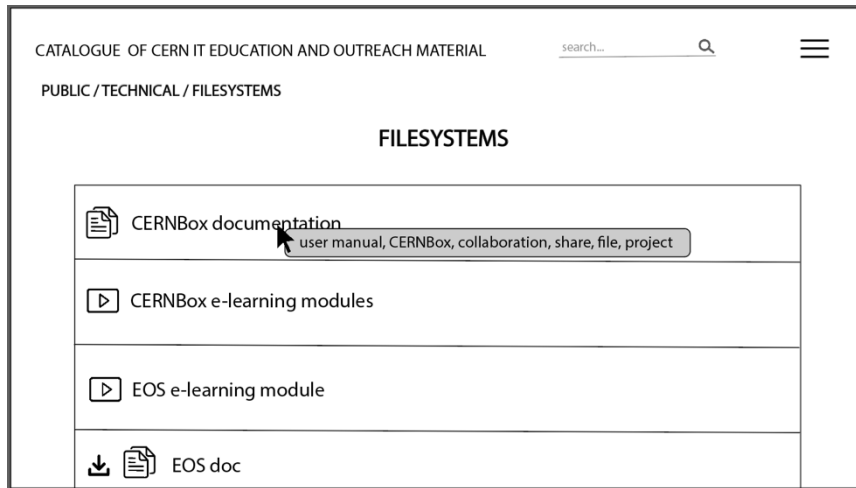 CATALOGUE OF CERN IT EDUCATION AND OUTREACH MATERIAL
search...
PUBLIC / TECHNICAL / FILESYSTEMS
FILESYSTEMS
CERNBox documentation
user manual, CERNBox, collaboration, share, file, project
CERNBox e-learning modules
EOS e-learning module
EOS doc